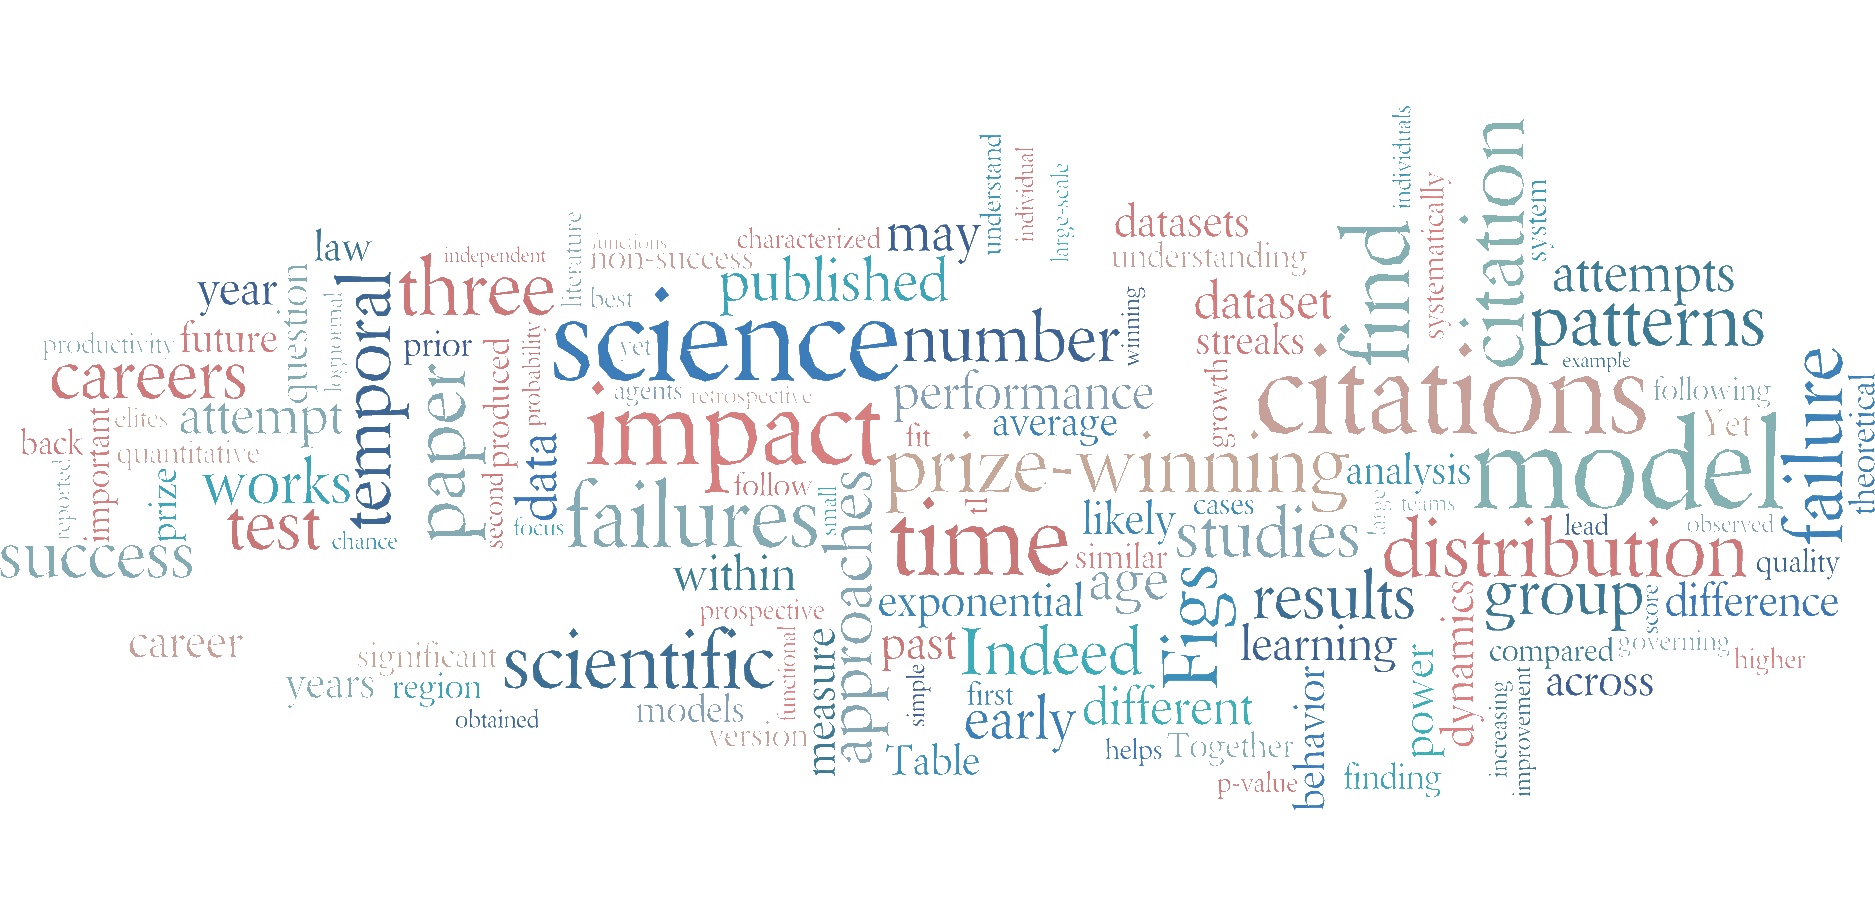 individuals
citation
understand
individual
large-scale
systematically
system
datasets
find
literature
law
independent
functions
non-success
characterized
may
understanding
attempts
year
question
temporal
three
best
published
dataset
patterns
productivity
future
prior
science
yet
number
winning
streaks
example
careers
probability
produced
agents
retrospective
performance
growth
citations
following
failure
theoretical
elites
attempt
paper
impact
fit
average
Yet
back
important
quantitative
data
prize-winning
analysis
model
reported
prize
works
second
follow
small
tl
cases
large
teams
test
chance
focus
failures
approaches
time
likely
studies
lead
observed
success
similar
distribution
quality
within
exponential
age
Figs
results
group
score
difference
prospective
career
significant
scientific
functional
measure
past
Indeed
learning
dynamics
compared
governing
higher
years
region
simple
first
behavior
power
increasing
improvement
across
obtained
models
early
different
version
Table
helps
Together
p-value
finding